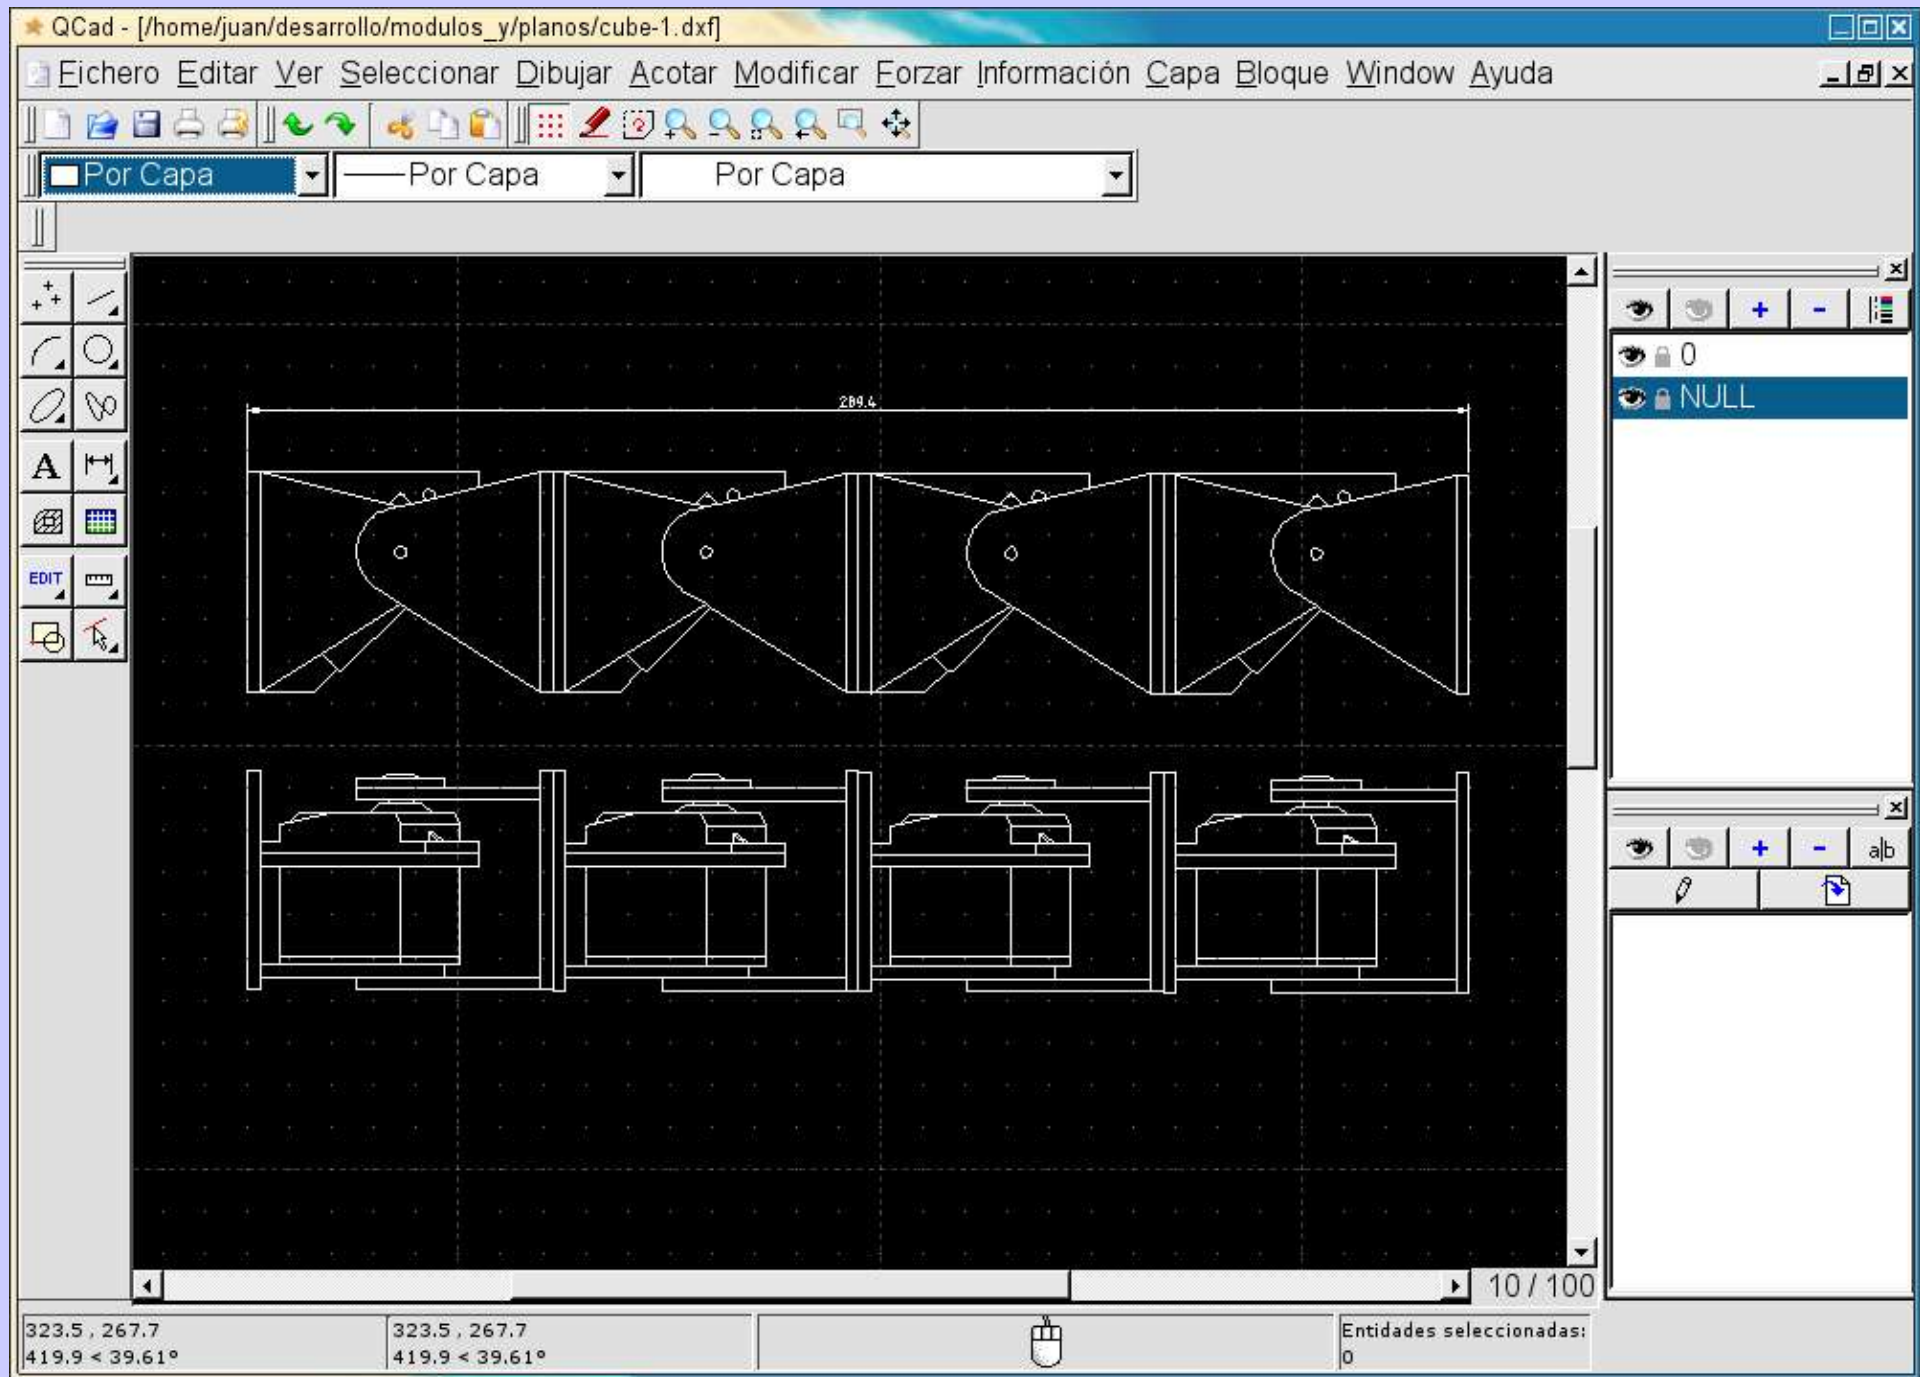 QCad - [/home/juan/desarrollo/modulos_y/planos/cube-1.dxf]
Fichero Editar Ver Seleccionar Dibujar Acotar Modificar Forzar Información Capa Bloque Window Ayuda
Por Capa Por Capa Por Capa
0
NULL
289.4
A
EDIT
a|b
10 / 100
323.5 , 267.7
419.9 < 39.61°
323.5 , 267.7
419.9 < 39.61°
Entidades seleccionadas:
0